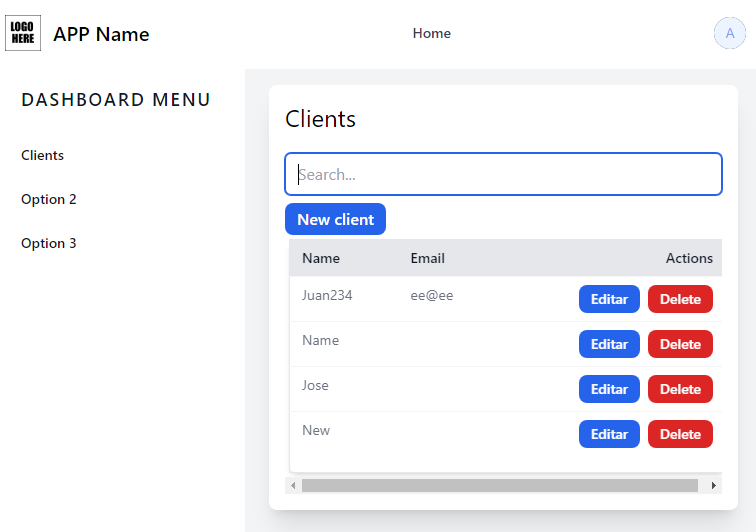 LOGO
HERE
APP Name
Home
A
DASHBOARD MENU
Clients
Option 2
Option 3
Clients
Search...
New client
Name Email Actions
Juan234 ee@ee Editar Delete
Name Editar Delete
Jose Editar Delete
New Editar Delete